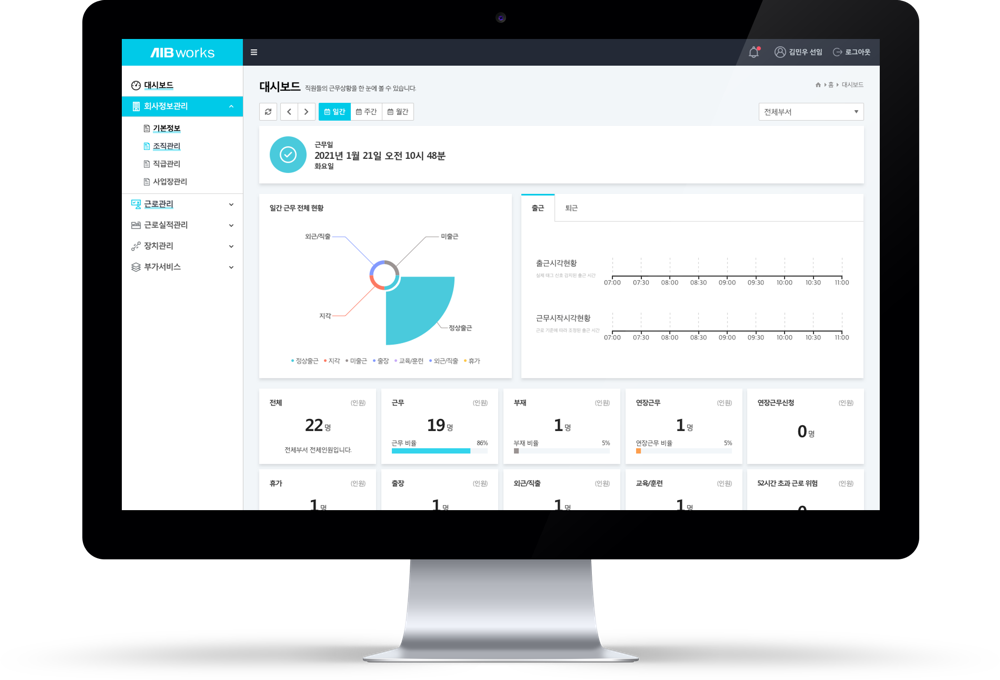 AIB works
김민우 선임
로그아웃
대시보드
회사정보관리
기본정보
조직관리
직급관리
사업장관리
근로관리
근로실적관리
장치관리
부가서비스
대시보드 직원들의 근무상황을 한 눈에 볼 수 있습니다.
홈 대시보드
일간 주간 월간
전체부서
근무일
2021년 1월 21일 오전 10시 48분
화요일
일간 근무 전체 현황
외근/직출
미출근
지각
정상출근
정상출근 지각 미출근 출장 교육/훈련 외근/직출 휴가
출근 퇴근
출근시각현황
07:00 07:30 08:00 08:30 09:00 09:30 10:00 10:30 11:00
근무시작시각현황
07:00 07:30 08:00 08:30 09:00 09:30 10:00 10:30 11:00
전체 (인원)
22 명
전체부서 전체인원입니다.
근무 (인원)
19 명
근무 비율 86%
부재 (인원)
1 명
부재 비율 5%
연장근무 (인원)
1 명
연장근무 비율 5%
연장근무신청 (인원)
0 명
휴가 (인원)
1 명
출장 (인원)
1 명
외근/직출 (인원)
1 명
교육/훈련 (인원)
1 명
52시간 초과 근로 위험 (인원)